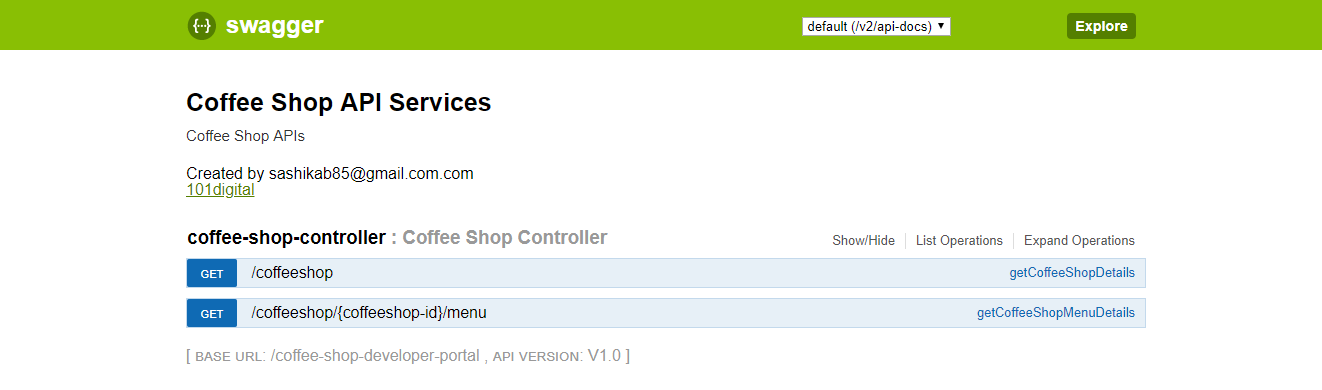 {···} swagger default (/v2/api-docs) Explore
Coffee Shop API Services
Coffee Shop APIs
Created by sashikab85@gmail.com.com
101digital
coffee-shop-controller : Coffee Shop Controller Show/Hide List Operations Expand Operations
GET /coffeeshop getCoffeeShopDetails
GET /coffeeshop/{coffeeshop-id}/menu getCoffeeShopMenuDetails
[ BASE URL: /coffee-shop-developer-portal , API VERSION: V1.0 ]